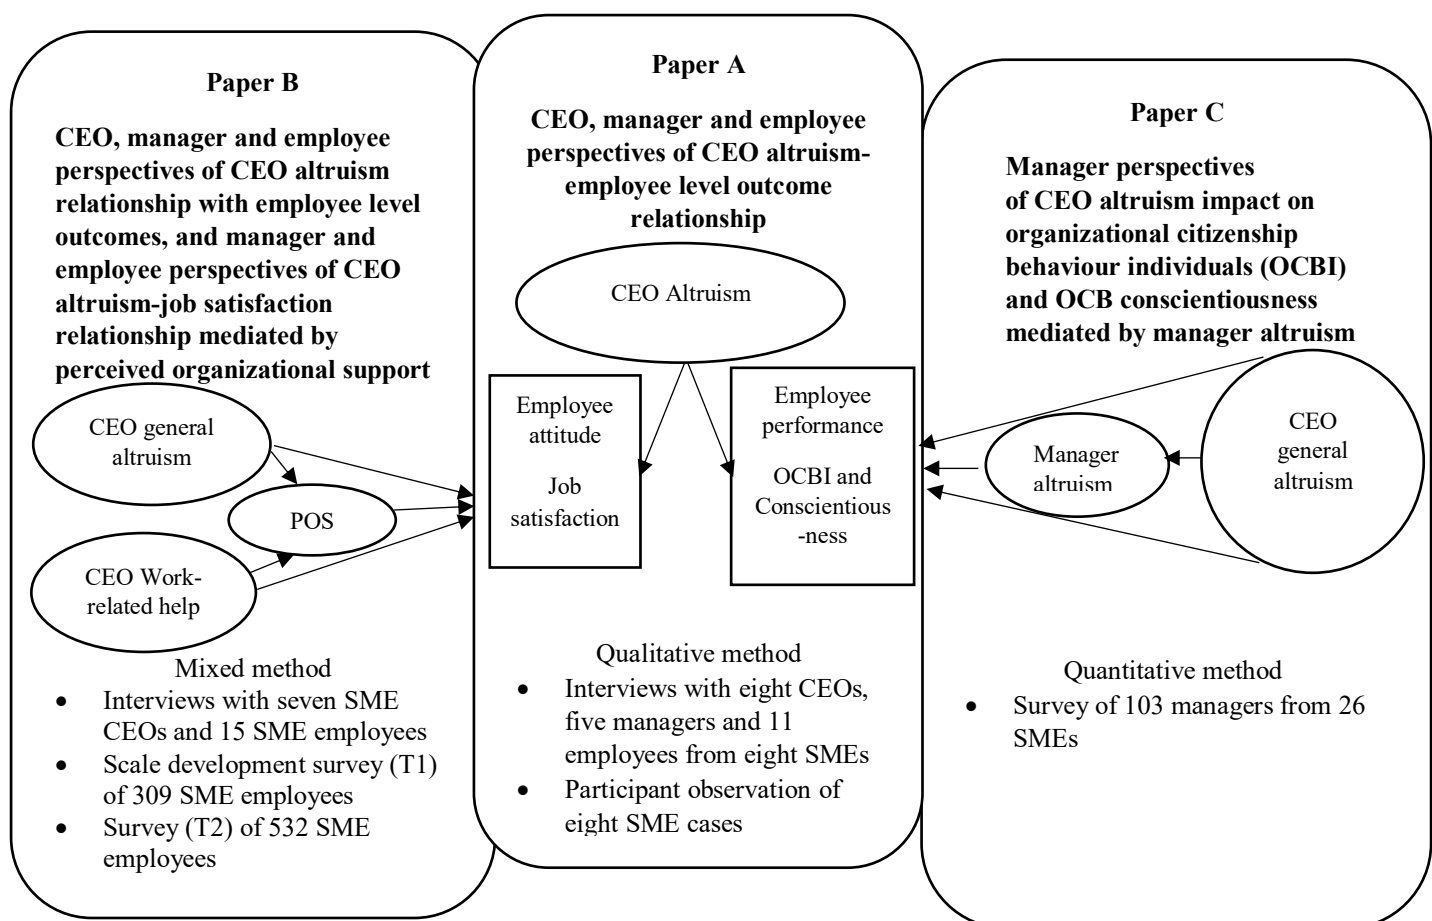 Paper B
CEO, manager and employee
perspectives of CEO altruism
relationship with employee level
outcomes, and manager and
employee perspectives of CEO
altruism-job satisfaction
relationship mediated by
perceived organizational support
CEO general
altruism
POS
CEO Work-
related help
Mixed method
• Interviews with seven SME
CEOs and 15 SME employees
• Scale development survey (T1)
of 309 SME employees
• Survey (T2) of 532 SME
employees
Paper A
CEO, manager and employee
perspectives of CEO altruism-
employee level outcome
relationship
CEO Altruism
Employee
attitude
Job
satisfaction
Employee
performance
OCBI and
Conscientious
-ness
Qualitative method
• Interviews with eight CEOs,
five managers and 11
employees from eight SMEs
• Participant observation of
eight SME cases
Paper C
Manager perspectives
of CEO altruism impact on
organizational citizenship
behaviour individuals (OCBI)
and OCB conscientiousness
mediated by manager altruism
Manager
altruism
CEO
general
altruism
Quantitative method
• Survey of 103 managers from 26
SMEs